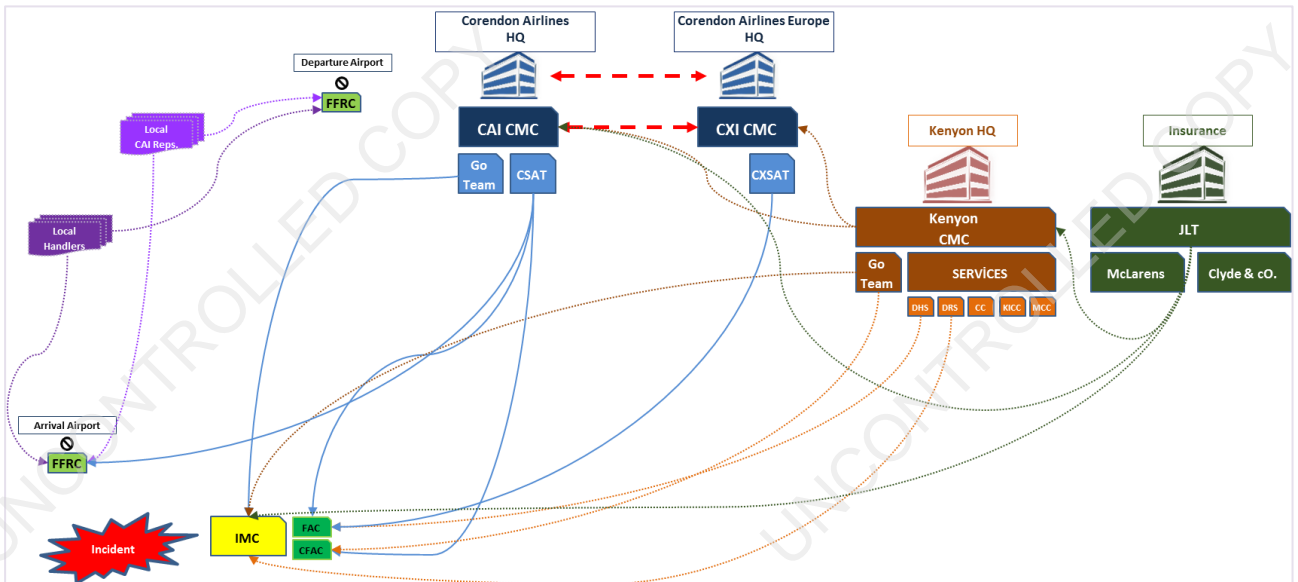 Corendon Airlines
HQ
Corendon Airlines Europe
HQ
Departure Airport
FFRC
Local
CAI Reps.
CAI CMC
CXI CMC
Kenyon HQ
Insurance
Go
Team
CSAT
CXSAT
Local
Handlers
Kenyon
CMC
JLT
Go
Team
SERVİCES
McLarens
Clyde & cO.
DHS
DRS
CC
KICC
MCC
Arrival Airport
FFRC
IMC
FAC
CFAC
Incident
UNCONTROLLED COPY
UNCONTROLLED COPY